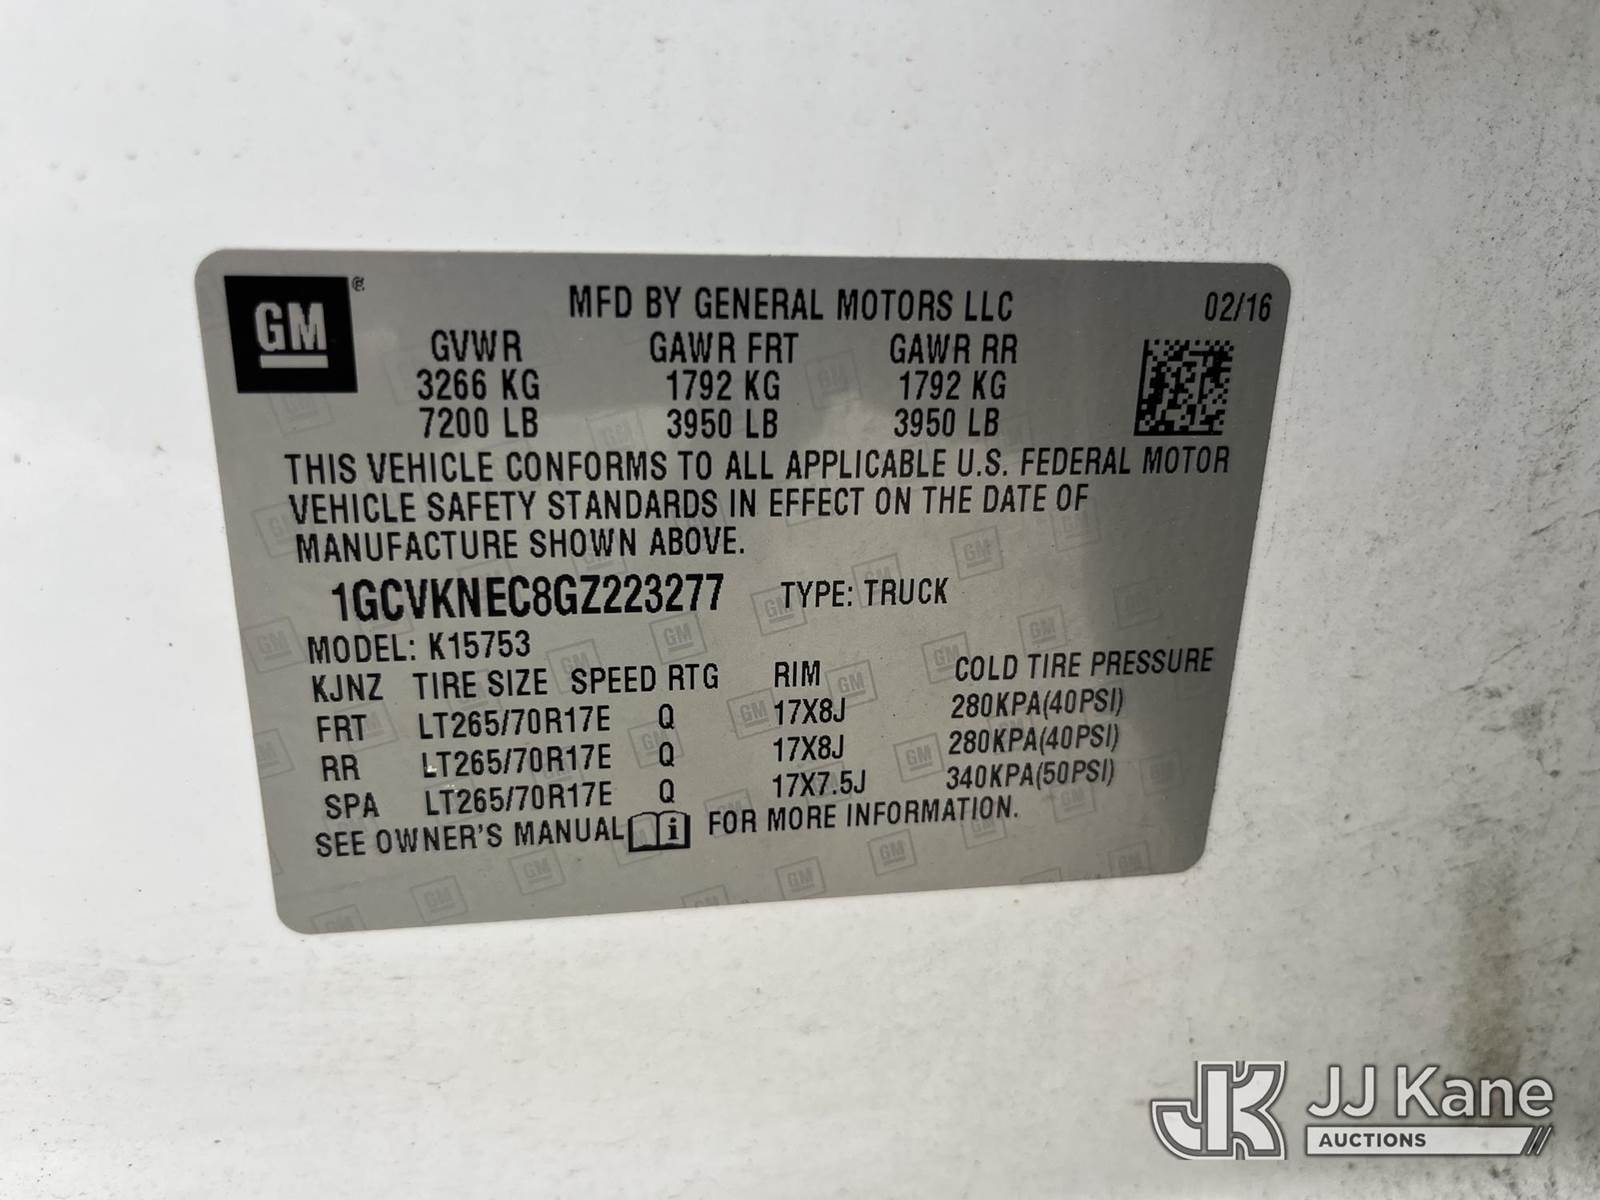 GM
MFD BY GENERAL MOTORS LLC 02/16
GVWR GAWR FRT GAWR RR
3266 KG 1792 KG 1792 KG
7200 LB 3950 LB 3950 LB
THIS VEHICLE CONFORMS TO ALL APPLICABLE U.S. FEDERAL MOTOR
VEHICLE SAFETY STANDARDS IN EFFECT ON THE DATE OF
MANUFACTURE SHOWN ABOVE.
1GCVKNEC8GZ223277 TYPE: TRUCK
MODEL: K15753
KJNZ TIRE SIZE SPEED RTG RIM COLD TIRE PRESSURE
FRT LT265/70R17E Q 17X8J 280KPA(40PSI)
RR LT265/70R17E Q 17X8J 280KPA(40PSI)
SPA LT265/70R17E Q 17X7.5J 340KPA(50PSI)
SEE OWNER'S MANUAL i FOR MORE INFORMATION.
JK JJ Kane
AUCTIONS